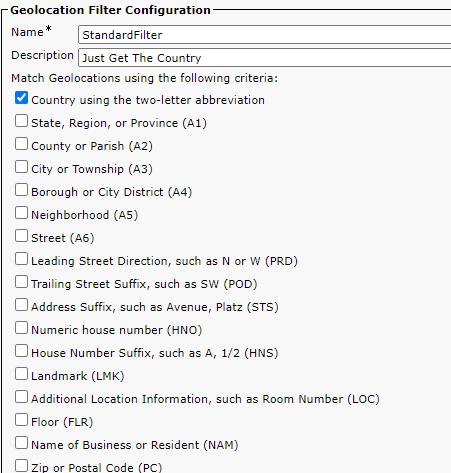 Geolocation Filter Configuration
Name*
StandardFilter
Description
Just Get The Country
Match Geolocations using the following criteria:
Country using the two-letter abbreviation
State, Region, or Province (A1)
County or Parish (A2)
City or Township (A3)
Borough or City District (A4)
Neighborhood (A5)
Street (A6)
Leading Street Direction, such as N or W (PRD)
Trailing Street Suffix, such as SW (POD)
Address Suffix, such as Avenue, Platz (STS)
Numeric house number (HNO)
House Number Suffix, such as A, 1/2 (HNS)
Landmark (LMK)
Additional Location Information, such as Room Number (LOC)
Floor (FLR)
Name of Business or Resident (NAM)
Zip or Postal Code (PC)